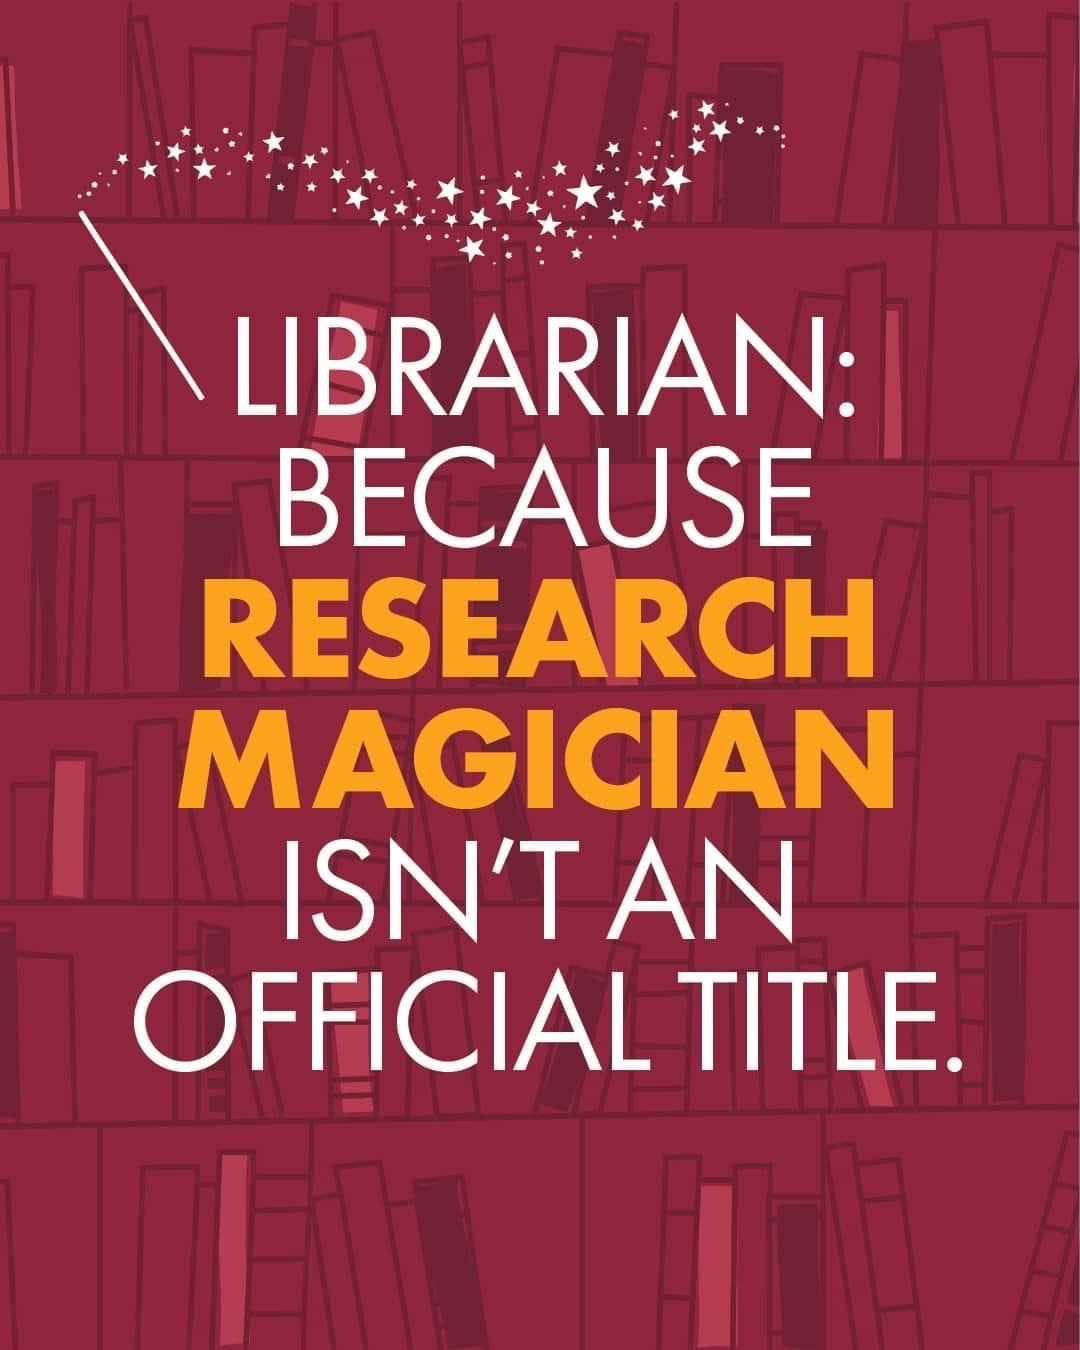 LIBRARIAN:
BECAUSE
RESEARCH
MAGICIAN
ISN'T AN
OFFICIAL TITLE.